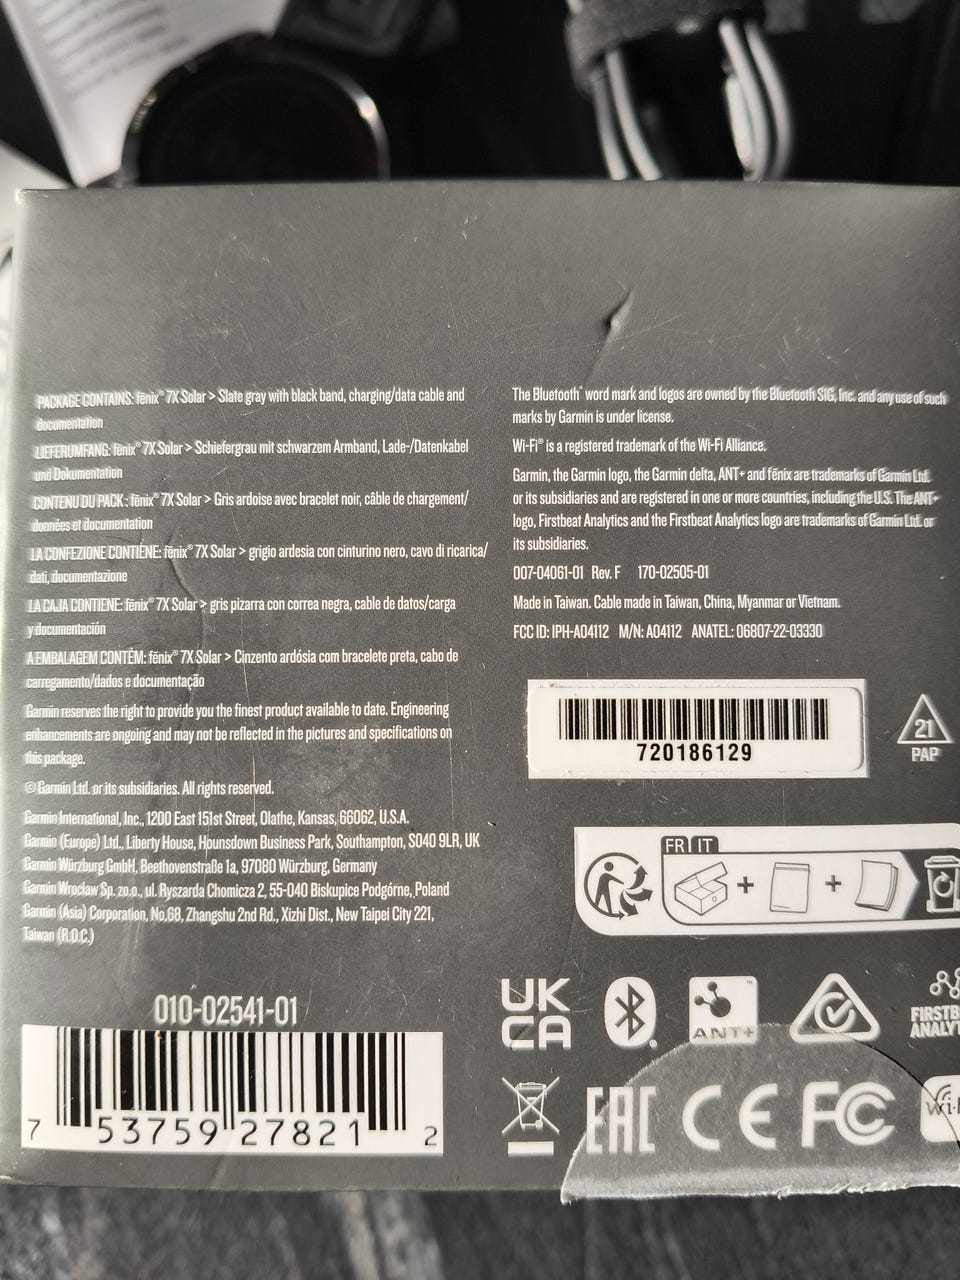 PACKAGE CONTAINS: fēnix® 7X Solar > Slate gray with black band, charging/data cable and
documentation
LIEFERUMFANG: fēnix® 7X Solar > Schiefergrau mit schwarzem Armband, Lade-/Datenkabel
und Dokumentation
CONTENU DU PACK : fēnix® 7X Solar > Gris ardoise avec bracelet noir, câble de chargement/
données et documentation
LA CONFEZIONE CONTIENE: fēnix® 7X Solar > grigio ardesia con cinturino nero, cavo di ricarica/
dati, documentazione
LA CAJA CONTIENE: fēnix® 7X Solar > gris pizarra con correa negra, cable de datos/carga
y documentación
A EMBALAGEM CONTÉM: fēnix® 7X Solar > Cinzento ardósia com bracelete preta, cabo de
carregamento/dados e documentação
Garmin reserves the right to provide you the finest product available to date. Engineering
enhancements are ongoing and may not be reflected in the pictures and specifications on
this package.
© Garmin Ltd. or its subsidiaries. All rights reserved.
Garmin International, Inc., 1200 East 151st Street, Olathe, Kansas, 66062, U.S.A.
Garmin (Europe) Ltd., Liberty House, Hounsdown Business Park, Southampton, SO40 9LR, UK
Garmin Würzburg GmbH, Beethovenstraße 1a, 97080 Würzburg, Germany
Garmin Wroclaw Sp. zo.o., ul. Ryszarda Chomicza 2, 55-040 Biskupice Podgórne, Poland
Garmin (Asia) Corporation, No.68, Zhangshu 2nd Rd., Xizhi Dist., New Taipei City 221,
Taiwan (R.O.C.)
010-02541-01
7 53759 27821 2
The Bluetooth® word mark and logos are owned by the Bluetooth SIG, Inc. and any use of such
marks by Garmin is under license.
Wi-Fi® is a registered trademark of the Wi-Fi Alliance.
Garmin, the Garmin logo, the Garmin delta, ANT+ and fēnix are trademarks of Garmin Ltd.
or its subsidiaries and are registered in one or more countries, including the U.S. The ANT+
logo, Firstbeat Analytics and the Firstbeat Analytics logo are trademarks of Garmin Ltd. or
its subsidiaries.
007-04061-01 Rev. F 170-02505-01
Made in Taiwan. Cable made in Taiwan, China, Myanmar or Vietnam.
FCC ID: IPH-A04112 M/N: A04112 ANATEL: 06807-22-03330
720186129
21
PAP
FR IT
+ +
UK
CA
ANT+™
FIRSTB
ANALYT
EAC CE FC
Wi-F